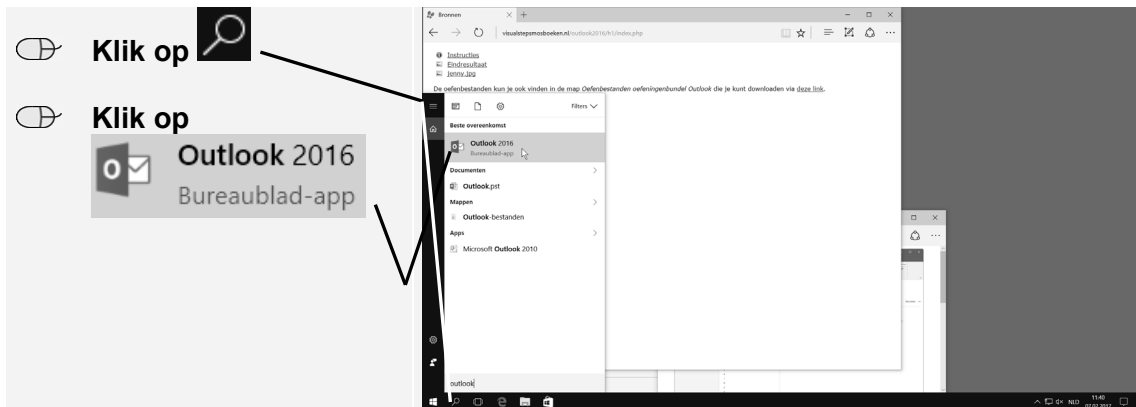 Klik op
Klik op
Outlook 2016
Bureaublad-app
Bronnen
visualstepsmosboeken.nl/outlook2016/h1/index.php
Instructies
Eindresultaat
Jenny.jpg
De oefenbestanden kun je ook vinden in de map Oefenbestanden oefeningenbundel Outlook die je kunt downloaden via deze link.
Filters
Beste overeenkomst
Outlook 2016
Bureaublad-app
Documenten
Outlook.pst
Mappen
Outlook-bestanden
Apps
Microsoft Outlook 2010
outlook
NLD
11:40
07.02.2017